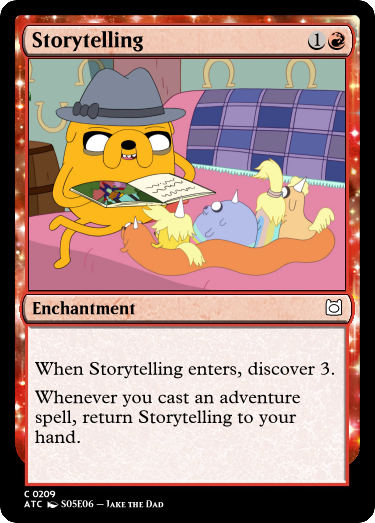 Storytelling 1
Enchantment
When Storytelling enters, discover 3.
Whenever you cast an adventure
spell, return Storytelling to your
hand.
C 0209
ATC S05E06 – Jake the Dad